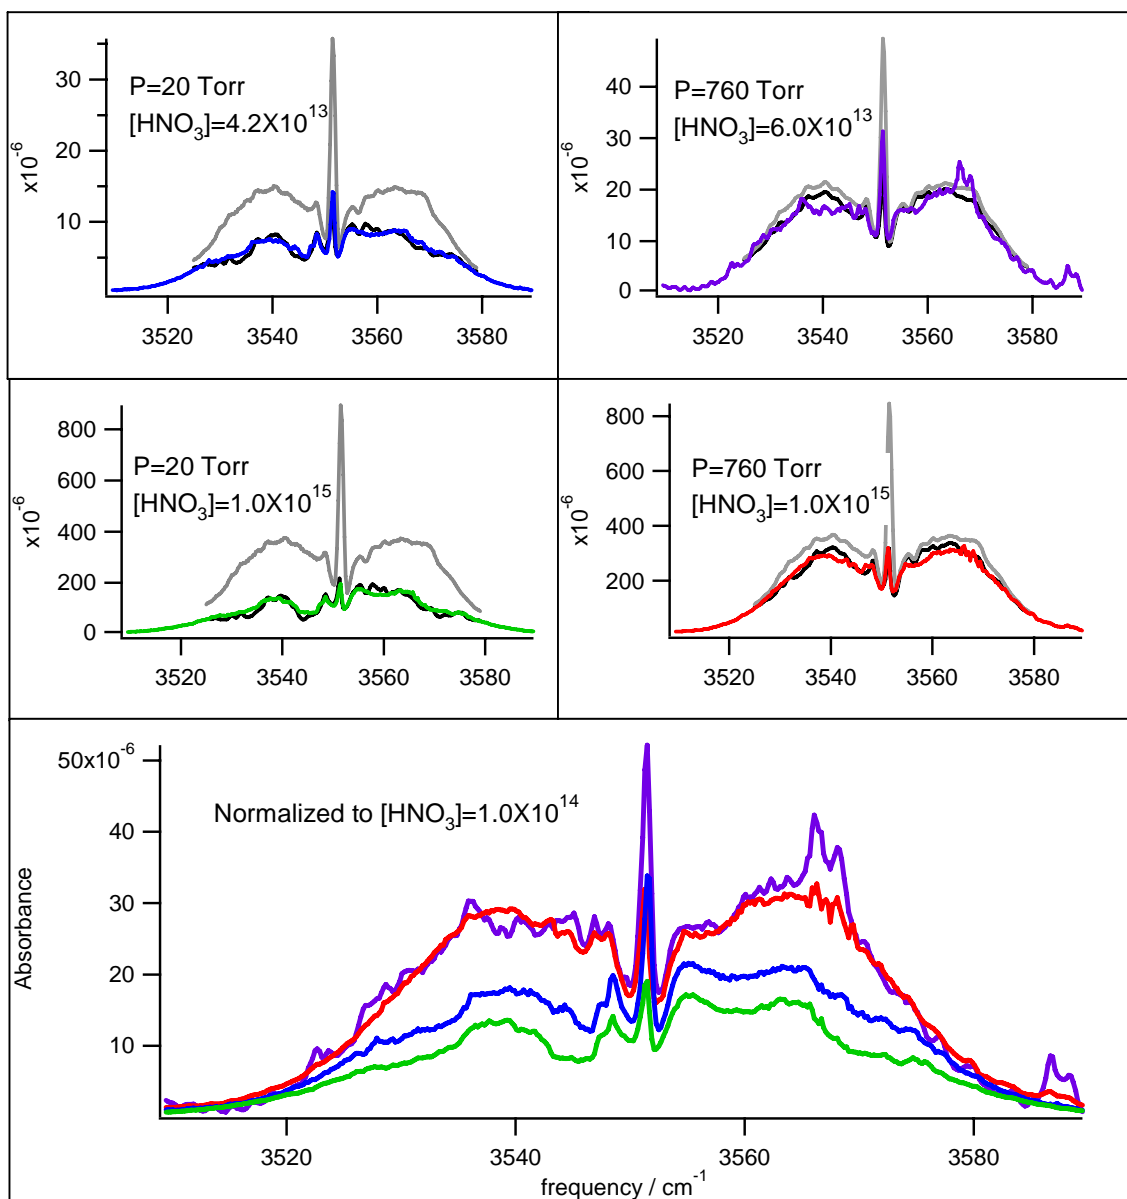 30
20
10
x10-6
P=20 Torr
[HNO3]=4.2X10^13
3520 3540 3560 3580
40
30
20
10
0
x10-6
P=760 Torr
[HNO3]=6.0X10^13
3520 3540 3560 3580
800
600
400
200
0
x10-6
P=20 Torr
[HNO3]=1.0X10^15
3520 3540 3560 3580
800
600
400
200
x10-6
P=760 Torr
[HNO3]=1.0X10^15
3520 3540 3560 3580
50x10-6
40
30
20
10
Absorbance
Normalized to [HNO3]=1.0X10^14
3520 3540 3560 3580
frequency / cm-1